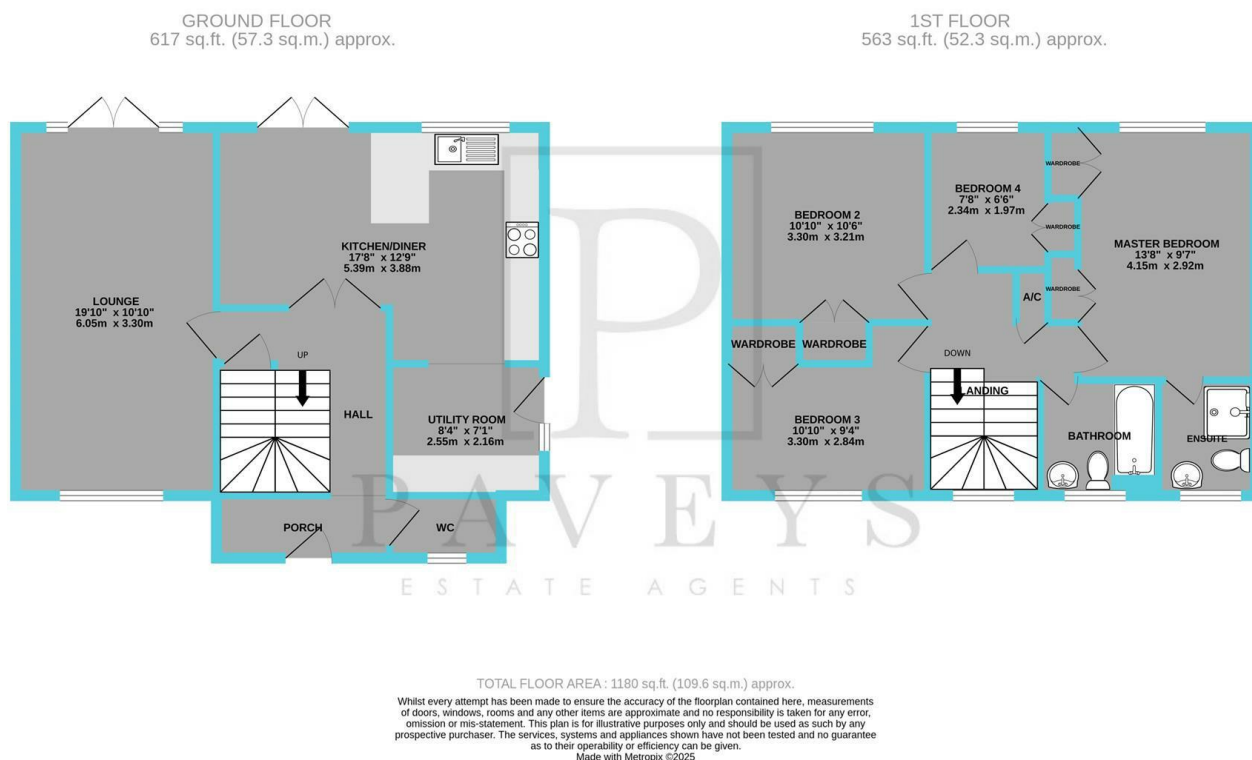 GROUND FLOOR
617 sq.ft. (57.3 sq.m.) approx.
LOUNGE
19'10" x 10'10"
6.05m x 3.30m
KITCHEN/DINER
17'8" x 12'9"
5.39m x 3.88m
UP
HALL
UTILITY ROOM
8'4" x 7'1"
2.55m x 2.16m
PORCH
WC
1ST FLOOR
563 sq.ft. (52.3 sq.m.) approx.
BEDROOM 2
10'10" x 10'6"
3.30m x 3.21m
BEDROOM 4
7'8" x 6'6"
2.34m x 1.97m
WARDROBE
WARDROBE
WARDROBE
MASTER BEDROOM
13'8" x 9'7"
4.15m x 2.92m
A/C
WARDROBE
WARDROBE
DOWN
LANDING
BEDROOM 3
10'10" x 9'4"
3.30m x 2.84m
BATHROOM
ENSUITE
P
PAVEYS
ESTATE AGENTS
TOTAL FLOOR AREA : 1180 sq.ft. (109.6 sq.m.) approx.
Whilst every attempt has been made to ensure the accuracy of the floorplan contained here, measurements
of doors, windows, rooms and any other items are approximate and no responsibility is taken for any error,
omission or mis-statement. This plan is for illustrative purposes only and should be used as such by any
prospective purchaser. The services, systems and appliances shown have not been tested and no guarantee
as to their operability or efficiency can be given.
Made with Metropix ©2025